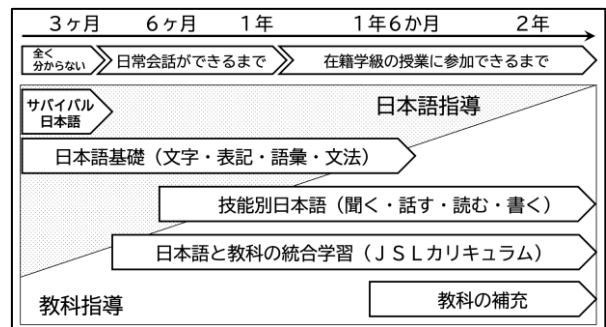 3ヶ月 6ヶ月 1年 1年6か月 2年
全く
分からない
日常会話ができるまで
在籍学級の授業に参加できるまで
サバイバル
日本語
日本語指導
日本語基礎（文字・表記・語彙・文法）
技能別日本語（聞く・話す・読む・書く）
日本語と教科の統合学習（ＪＳＬカリキュラム）
教科指導
教科の補充